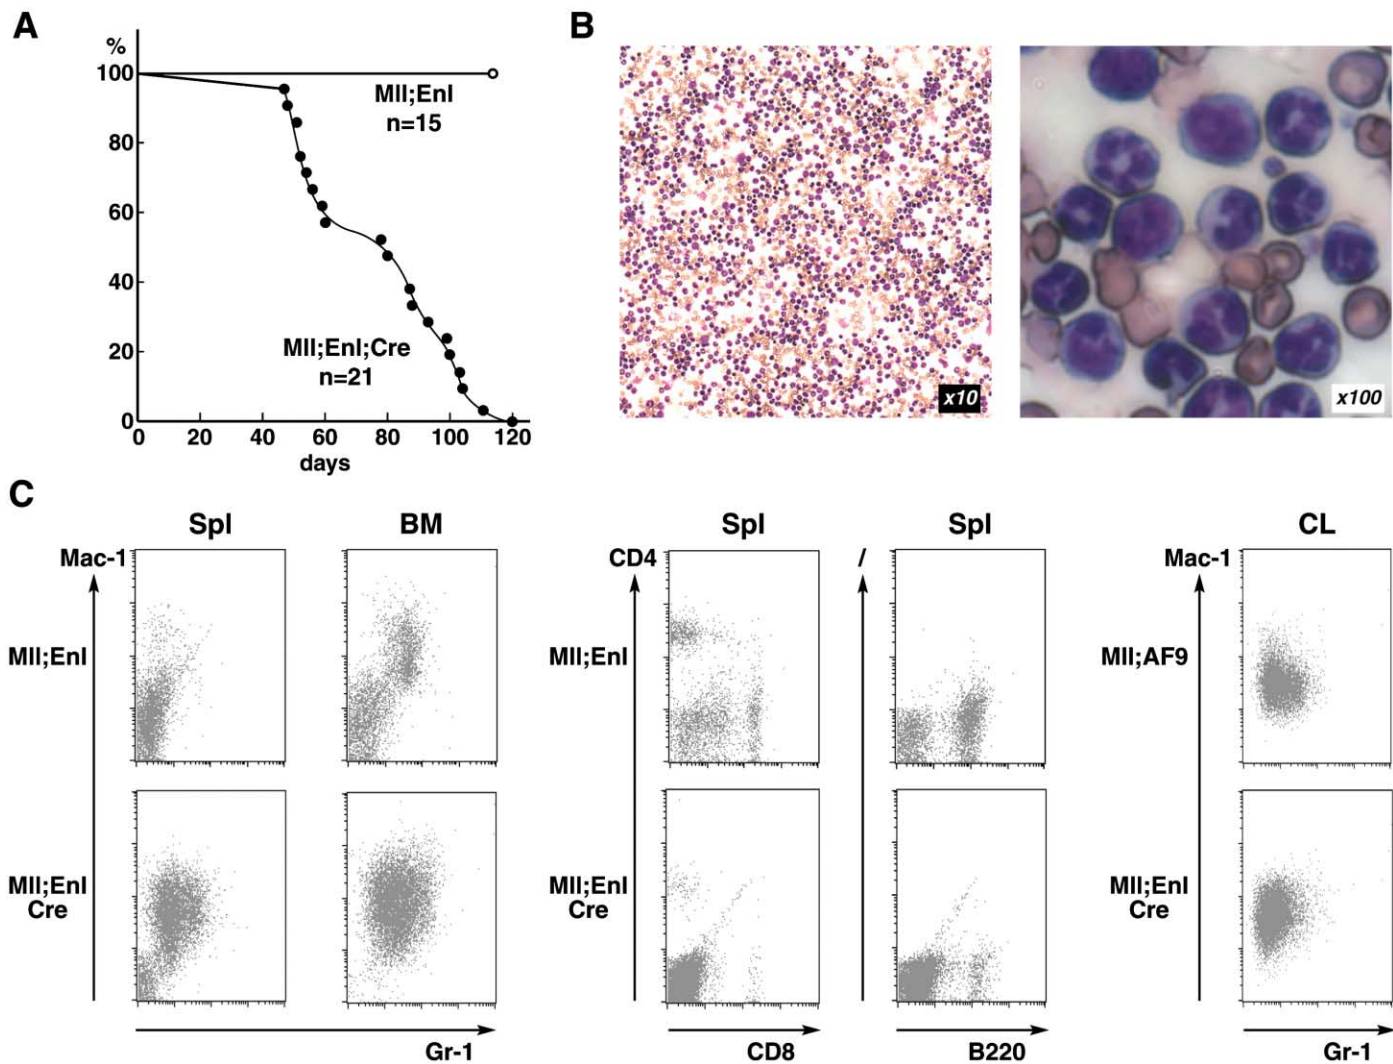 A
%
100
80
60
40
20
0
0 20 40 60 80 100 120
days
Mll;Enl
n=15
Mll;Enl;Cre
n=21
B
x10
x100
C
Spl BM Spl Spl CL
Mac-1 CD4 / Mac-1
Mll;Enl Mll;Enl Mll;AF9
Mll;Enl Mll;Enl Mll;Enl
Cre Cre Cre
Gr-1 CD8 B220 Gr-1